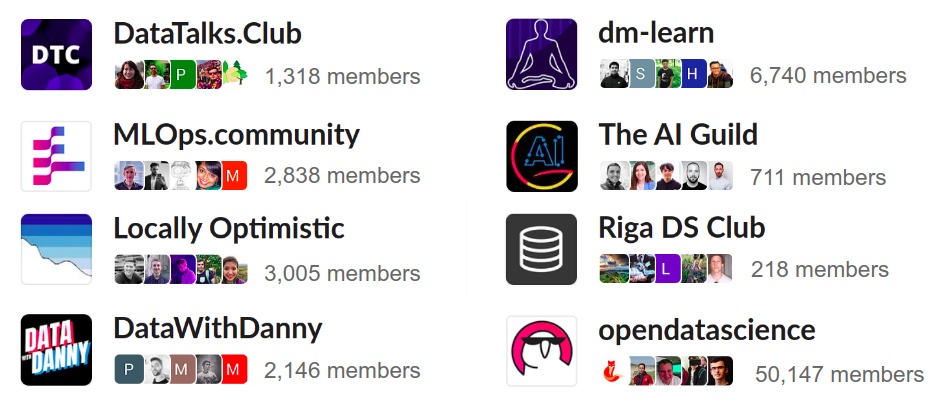 DTC
DataTalks.Club
P
1,318 members
MLOps.community
M
2,838 members
Locally Optimistic
3,005 members
DATA
WITH
DANNY
DataWithDanny
P
M
M
2,146 members
dm-learn
S
H
6,740 members
AI
The AI Guild
711 members
Riga DS Club
L
218 members
opendatascience
50,147 members